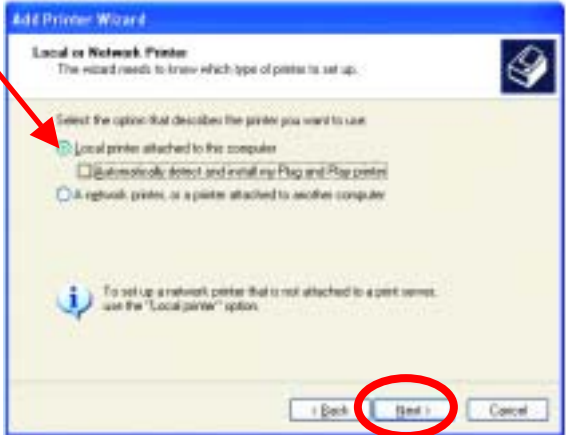 Add Printer Wizard
Local or Network Printer
The wizard needs to know which type of printer to set up.
Select the option that describes the printer you want to use:
Local printer attached to this computer
Automatically detect and install my Plug and Play printer
A network printer, or a printer attached to another computer
To set up a network printer that is not attached to a print server,
use the "Local printer" option.
< Back
Next >
Cancel